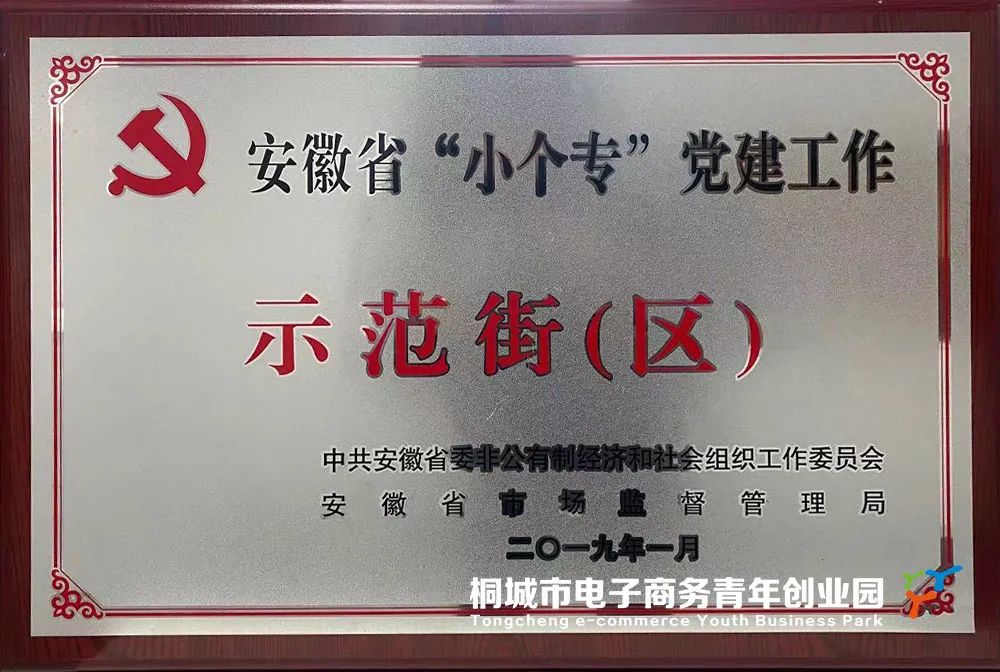 安徽省“小个专”党建工作
示范街(区)
中共安徽省委非公有制经济和社会组织工作委员会
安徽省市场监督管理局
二〇一九年一月
桐城市电子商务青年创业园
Tongcheng e-commerce Youth Business Park